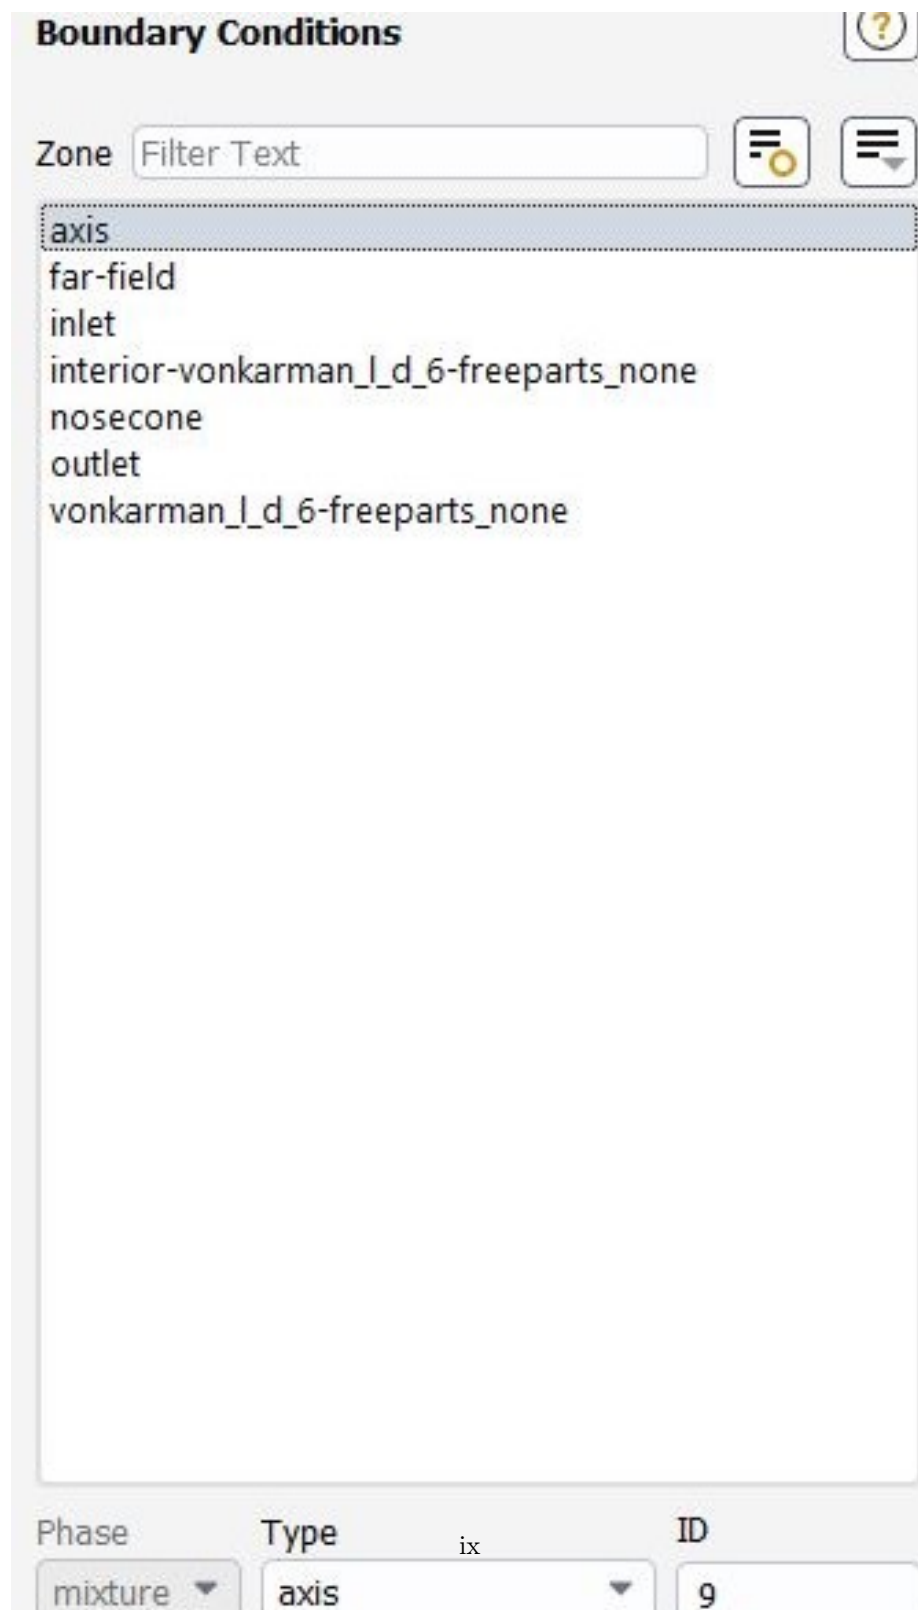 Boundary Conditions
?
Zone Filter Text
axis
far-field
inlet
interior-vonkarman_l_d_6-freeparts_none
nosecone
outlet
vonkarman_l_d_6-freeparts_none
Phase Type ix ID
mixture axis 9